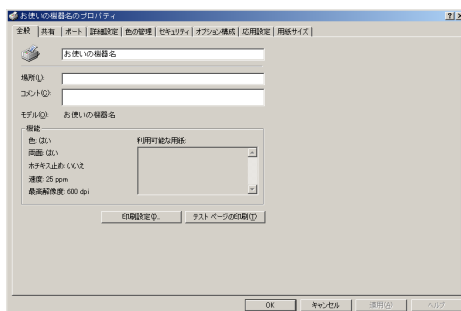 お使いの機器名のプロパティ
全般 共有 ポート 詳細設定 色の管理 セキュリティ オプション構成 応用設定 用紙サイズ
お使いの機器名
場所(L):
コメント(C):
モデル(O): お使いの機器名
機能
色: はい 利用可能な用紙:
両面: はい
ホチキス止め: いいえ
速度: 25 ppm
最高解像度: 600 dpi
印刷設定(I)... テスト ページの印刷(T)
OK キャンセル 適用(A) ヘルプ